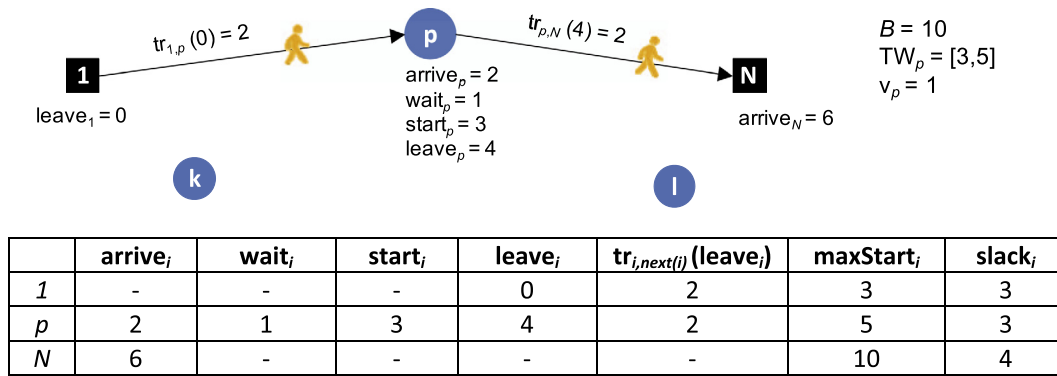 tr1,p (0) = 2
p
trp,N (4) = 2
B = 10
TWp = [3,5]
vp = 1
1
N
leave1 = 0
arrivep = 2
waitp = 1
startp = 3
leavep = 4
arriveN = 6
k
l
arrivei waiti starti leavei tri,next(i) (leavei) maxStarti slacki
1 - - - 0 2 3 3
p 2 1 3 4 2 5 3
N 6 - - - - 10 4